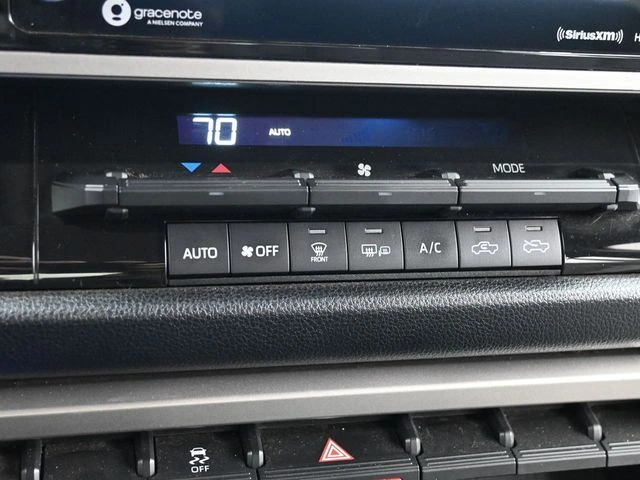 gracenote
A NIELSEN COMPANY
SiriusXM
H
70 AUTO
MODE
AUTO OFF FRONT A/C
OFF